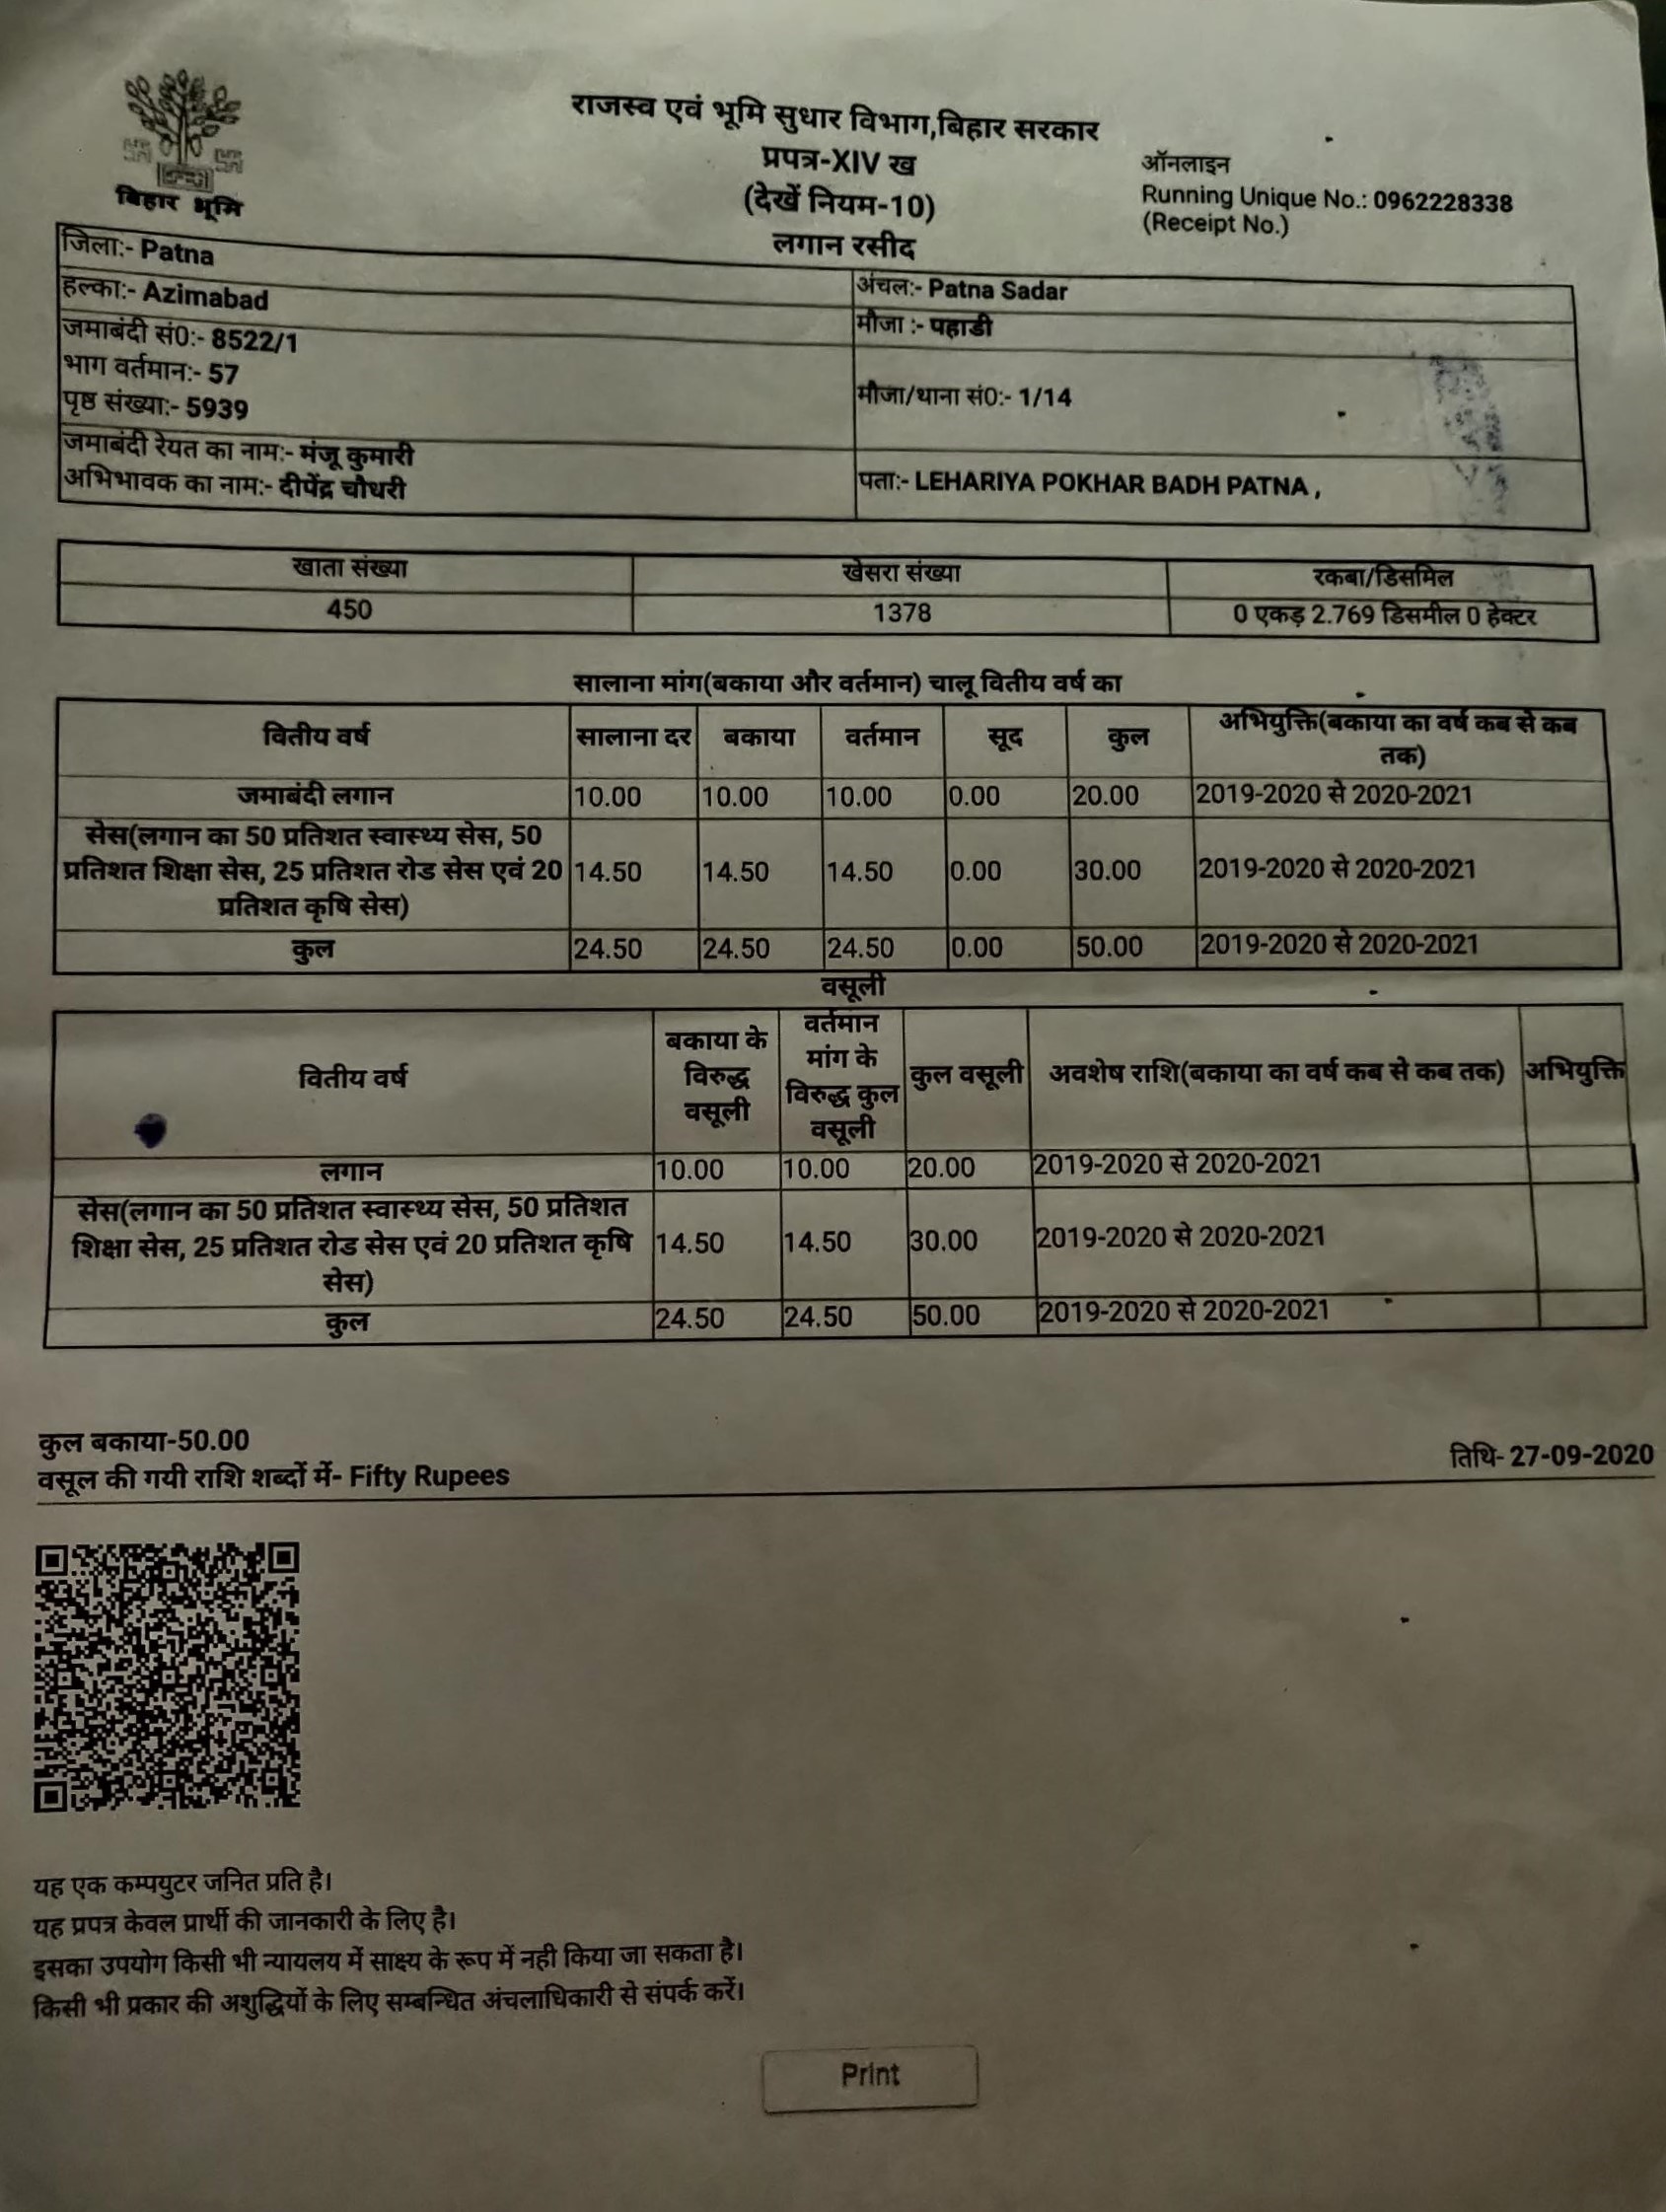 बिहार भूमि
राजस्व एवं भूमि सुधार विभाग,बिहार सरकार
प्रपत्र-XIV ख
(देखें नियम-10)
लगान रसीद
ऑनलाइन
Running Unique No.: 0962228338
(Receipt No.)
जिला:- Patna
हल्का:- Azimabad
अंचल:- Patna Sadar
जमाबंदी सं0:- 8522/1
मौजा :- पहाडी
भाग वर्तमान:- 57
पृष्ठ संख्या:- 5939
मौजा/थाना सं0:- 1/14
जमाबंदी रेयत का नाम:- मंजू कुमारी
अभिभावक का नाम:- दीपेंद्र चौधरी
पता:- LEHARIYA POKHAR BADH PATNA ,
खाता संख्या खेसरा संख्या रकबा/डिसमिल
450 1378 0 एकड़ 2.769 डिसमील 0 हेक्टर
सालाना मांग(बकाया और वर्तमान) चालू वितीय वर्ष का
वितीय वर्ष सालाना दर बकाया वर्तमान सूद कुल अभियुक्ति(बकाया का वर्ष कब से कब
तक)
जमाबंदी लगान 10.00 10.00 10.00 0.00 20.00 2019-2020 से 2020-2021
सेस(लगान का 50 प्रतिशत स्वास्थ्य सेस, 50
प्रतिशत शिक्षा सेस, 25 प्रतिशत रोड सेस एवं 20 14.50 14.50 14.50 0.00 30.00 2019-2020 से 2020-2021
प्रतिशत कृषि सेस)
कुल 24.50 24.50 24.50 0.00 50.00 2019-2020 से 2020-2021
वसूली
वितीय वर्ष
बकाया के
विरुद्ध
वसूली
वर्तमान
मांग के
विरुद्ध कुल
वसूली
कुल वसूली
अवशेष राशि(बकाया का वर्ष कब से कब तक)
अभियुक्ति
लगान 10.00 10.00 20.00 2019-2020 से 2020-2021
सेस(लगान का 50 प्रतिशत स्वास्थ्य सेस, 50 प्रतिशत
शिक्षा सेस, 25 प्रतिशत रोड सेस एवं 20 प्रतिशत कृषि 14.50 14.50 30.00 2019-2020 से 2020-2021
सेस)
कुल 24.50 24.50 50.00 2019-2020 से 2020-2021
कुल बकाया-50.00
तिथि- 27-09-2020
वसूल की गयी राशि शब्दों में- Fifty Rupees
यह एक कम्पयुटर जनित प्रति है।
यह प्रपत्र केवल प्रार्थी की जानकारी के लिए है।
इसका उपयोग किसी भी न्यायलय में साक्ष्य के रूप में नही किया जा सकता है।
किसी भी प्रकार की अशुद्धियों के लिए सम्बन्धित अंचलाधिकारी से संपर्क करें।
Print